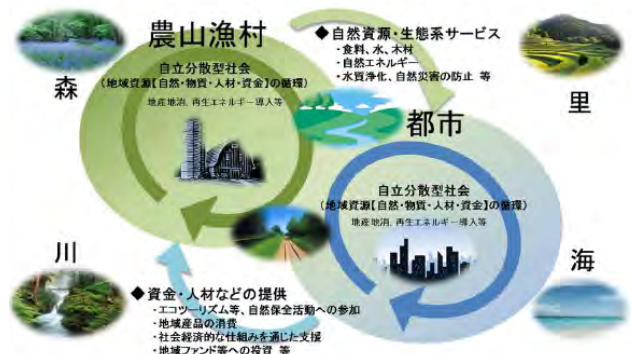 農山漁村
◆自然資源・生態系サービス
・食料、水、木材
・自然エネルギー
・水質浄化、自然災害の防止 等
森
自立分散型社会
(地域資源【自然・物質・人材・資金】の循環)
地産地消、再生エネルギー導入等
里
都市
自立分散型社会
(地域資源【自然・物質・人材・資金】の循環)
地産地消、再生エネルギー導入等
川
海
◆資金・人材などの提供
・エコツーリズム等、自然保全活動への参加
・地域産品の消費
・社会経済的な仕組みを通じた支援
・地域ファンド等への投資 等